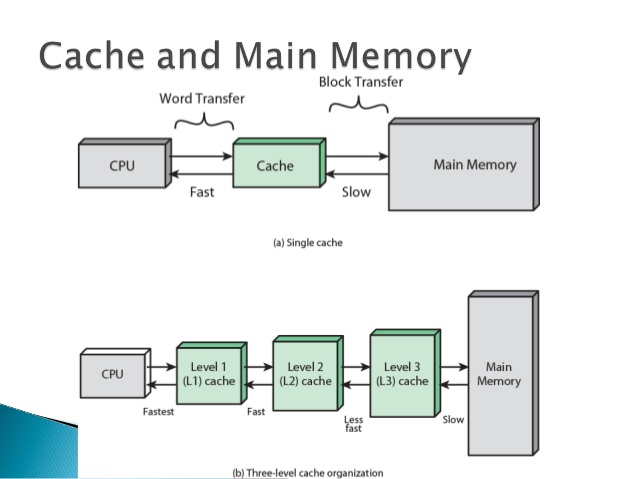 Cache and Main Memory
Block Transfer
Word Transfer
CPU
Cache
Main Memory
Fast
Slow
(a) Single cache
CPU
Level 1
(L1) cache
Level 2
(L2) cache
Level 3
(L3) cache
Main
Memory
Fastest
Fast
Less
fast
Slow
(b) Three-level cache organization